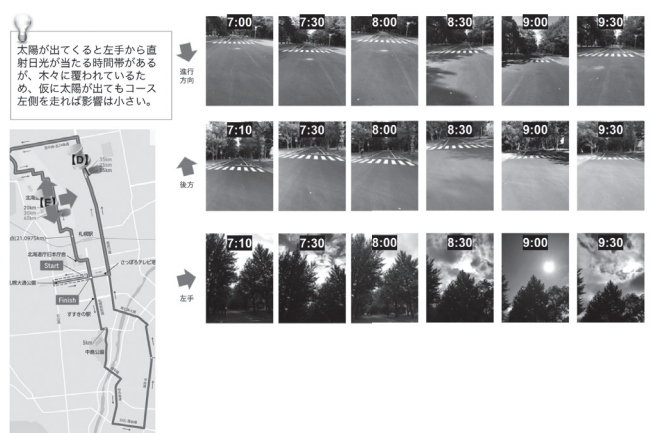 太陽が出てくると左手から直
射日光が当たる時間帯がある
が、木々に覆われているた
め、仮に太陽が出てもコース
左側を走れば影響は小さい。
進行
方向
7:00
7:30
8:00
8:30
9:00
9:30
後方
7:10
7:30
8:00
8:30
9:00
9:30
左手
7:10
7:30
8:00
8:30
9:00
9:30
【D】
35km
札幌駅
北海道庁旧本庁舎
Start
さっぽろテレビ塔
札幌大通公園
Finish
すすきの駅
5km
中島公園